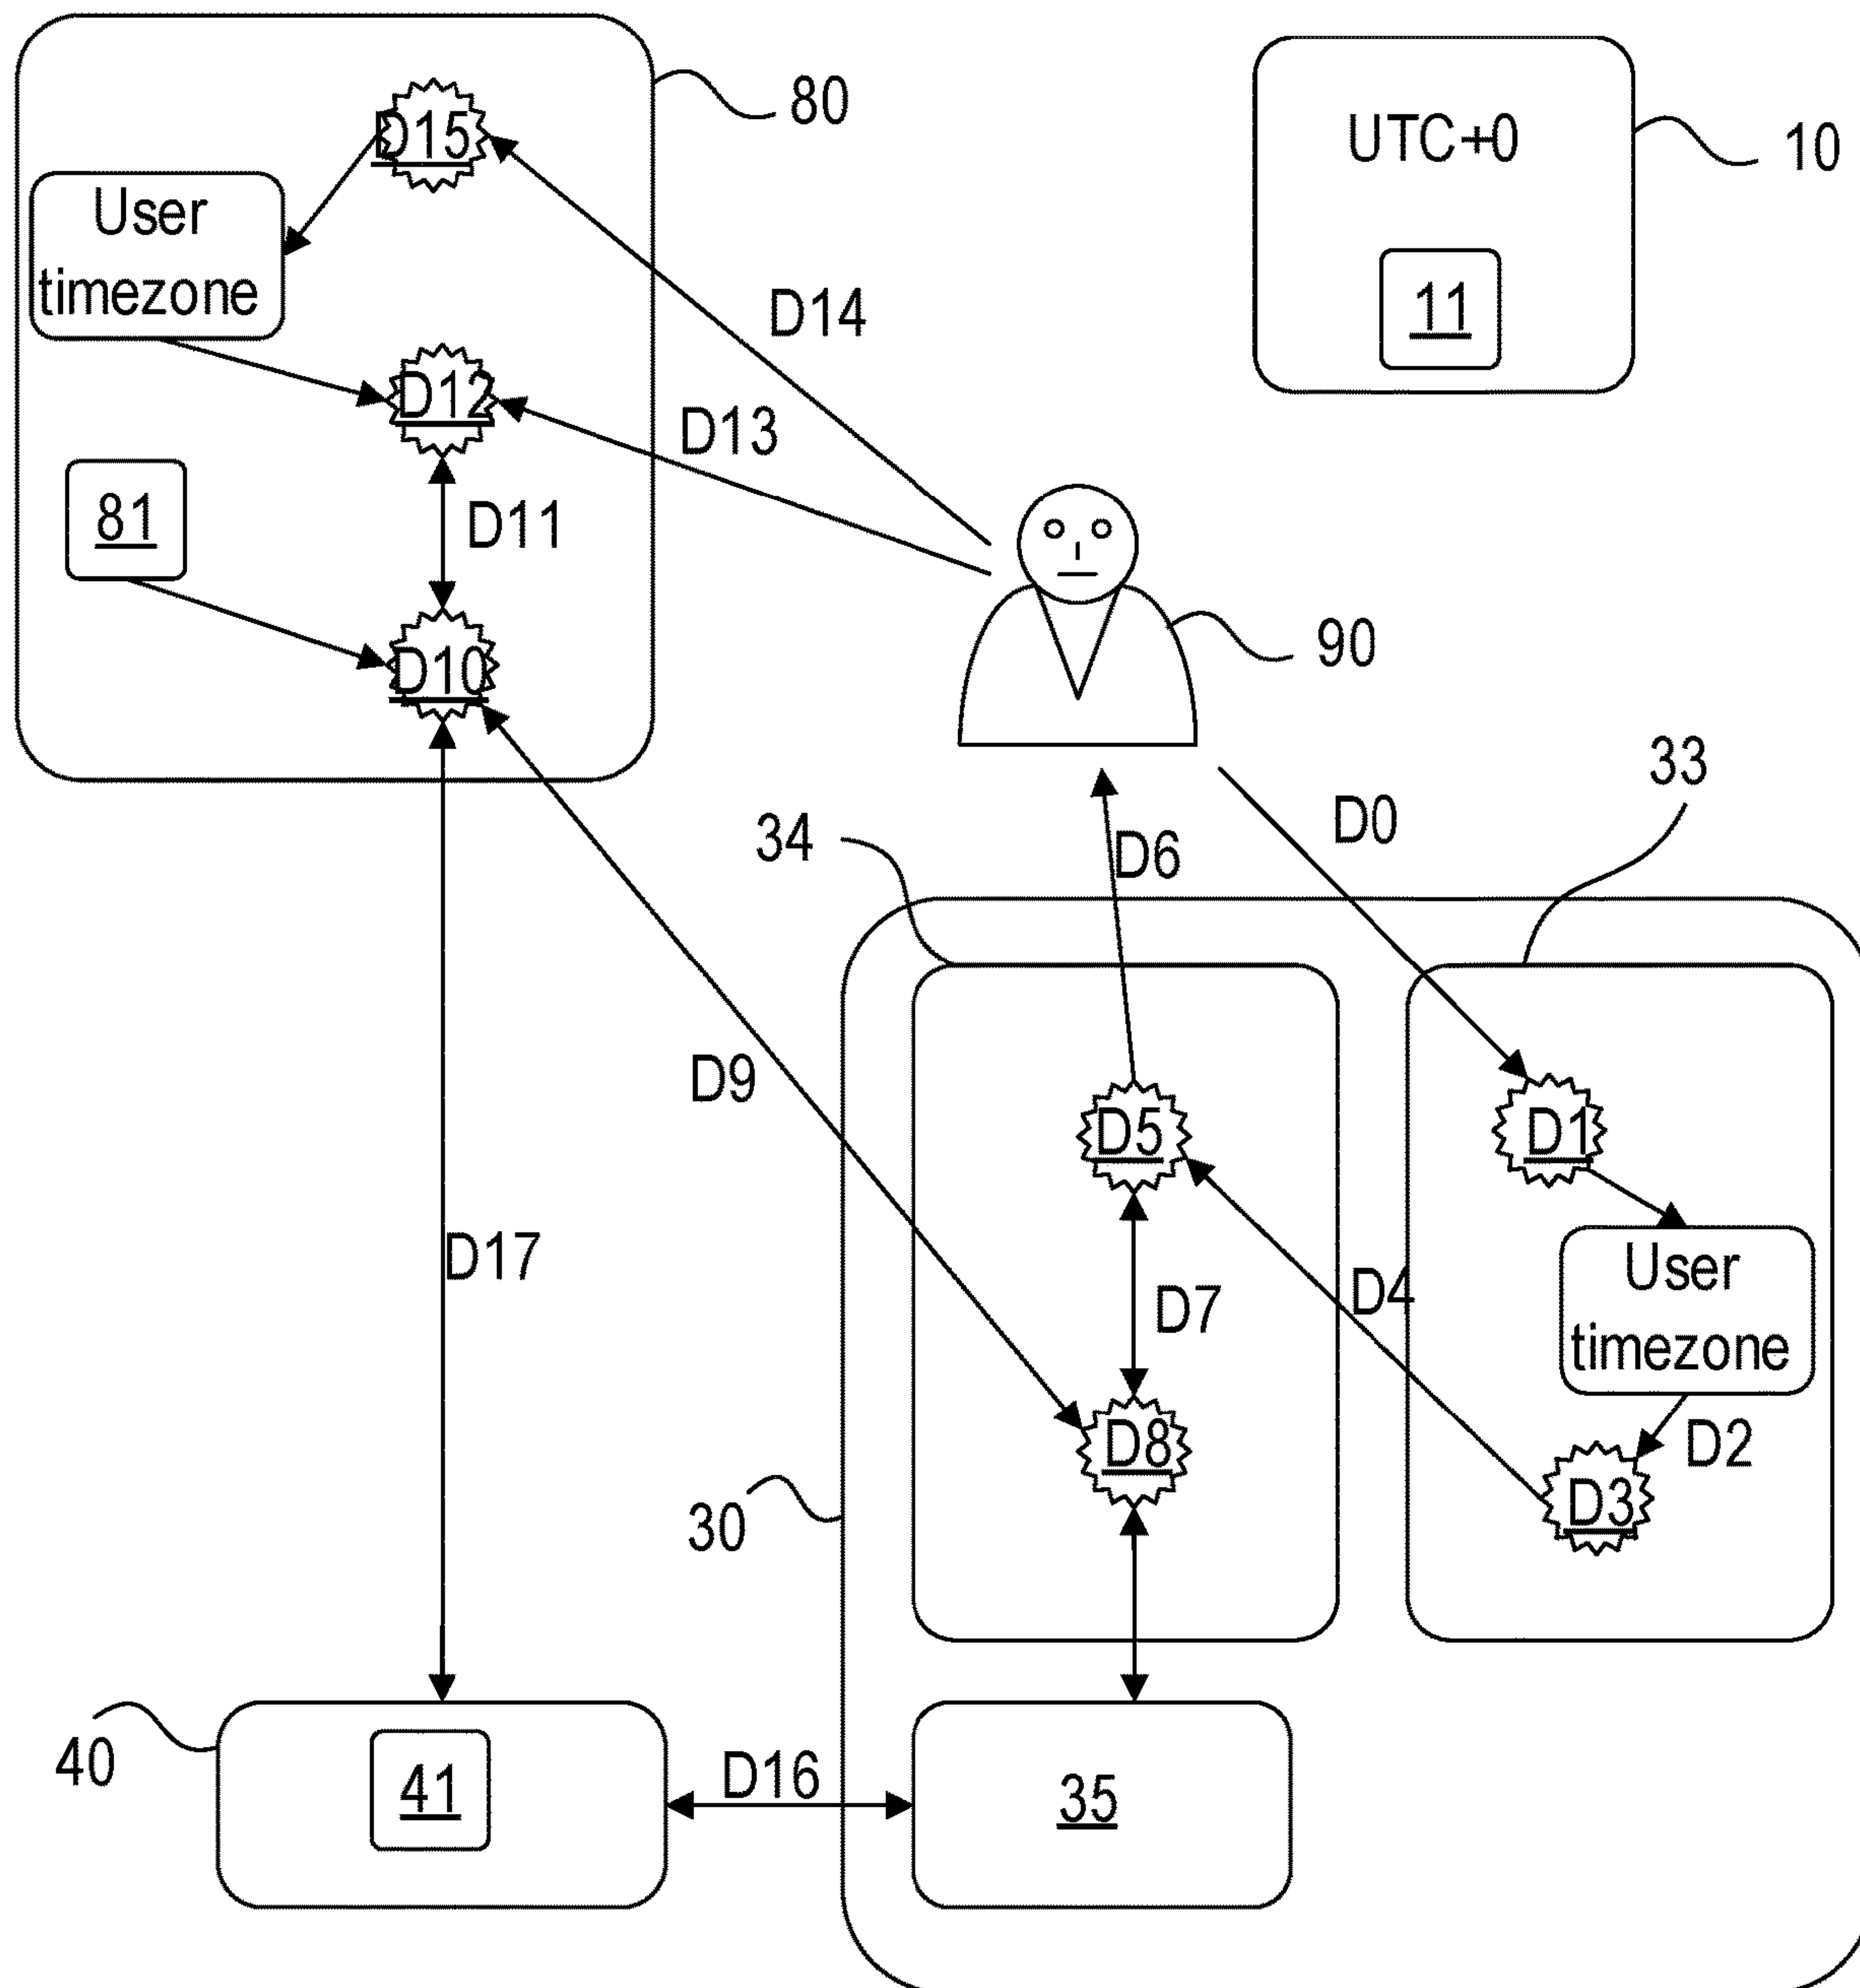 80
D15
UTC+0
10
User
timezone
11
D14
D12
D13
81
D11
D10
90
33
34
D6
D0
D9
D5
D1
D17
D7
D4
User
timezone
D8
D2
D3
30
40
41
D16
35